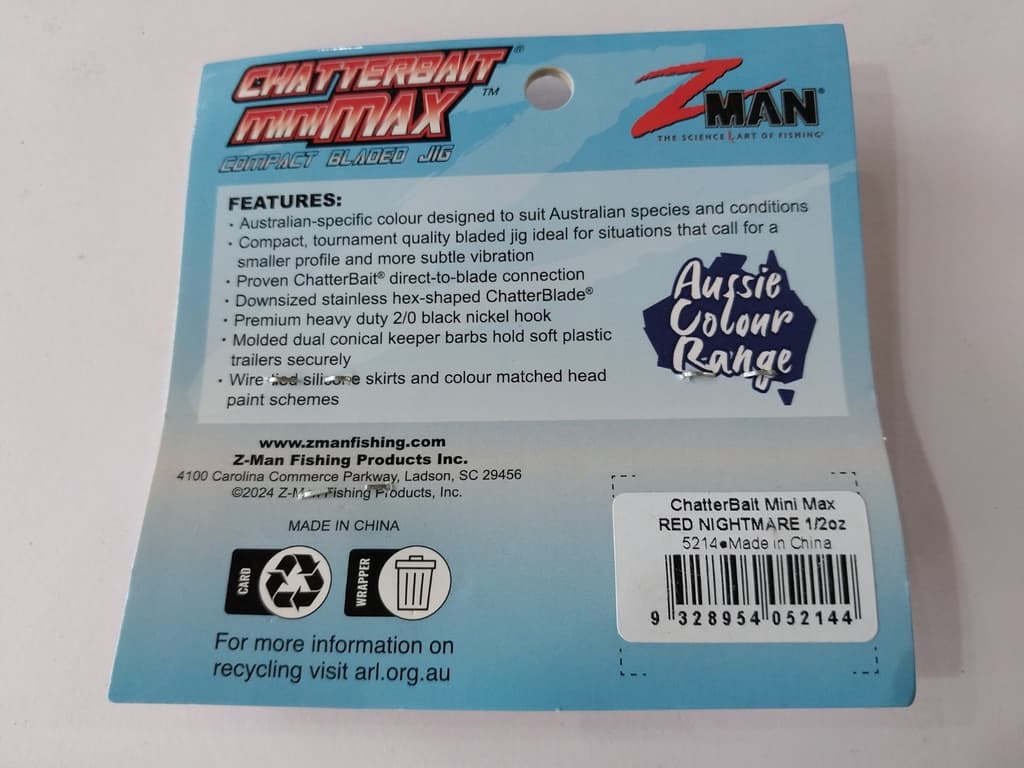 CHATTERBAIT®
MINIMAX™
COMPACT BLADED JIG
ZMAN®
THE SCIENCE & ART OF FISHING®
FEATURES:
• Australian-specific colour designed to suit Australian species and conditions
• Compact, tournament quality bladed jig ideal for situations that call for a
smaller profile and more subtle vibration
• Proven ChatterBait® direct-to-blade connection
• Downsized stainless hex-shaped ChatterBlade®
• Premium heavy duty 2/0 black nickel hook
• Molded dual conical keeper barbs hold soft plastic
trailers securely
• Wire tied silicone skirts and colour matched head
paint schemes
Aussie
Colour
Range
www.zmanfishing.com
Z-Man Fishing Products Inc.
4100 Carolina Commerce Parkway, Ladson, SC 29456
©2024 Z-Man Fishing Products, Inc.
MADE IN CHINA
CARD
WRAPPER
For more information on
recycling visit arl.org.au
ChatterBait Mini Max
RED NIGHTMARE 1/2oz
5214•Made in China
9 328954 052144